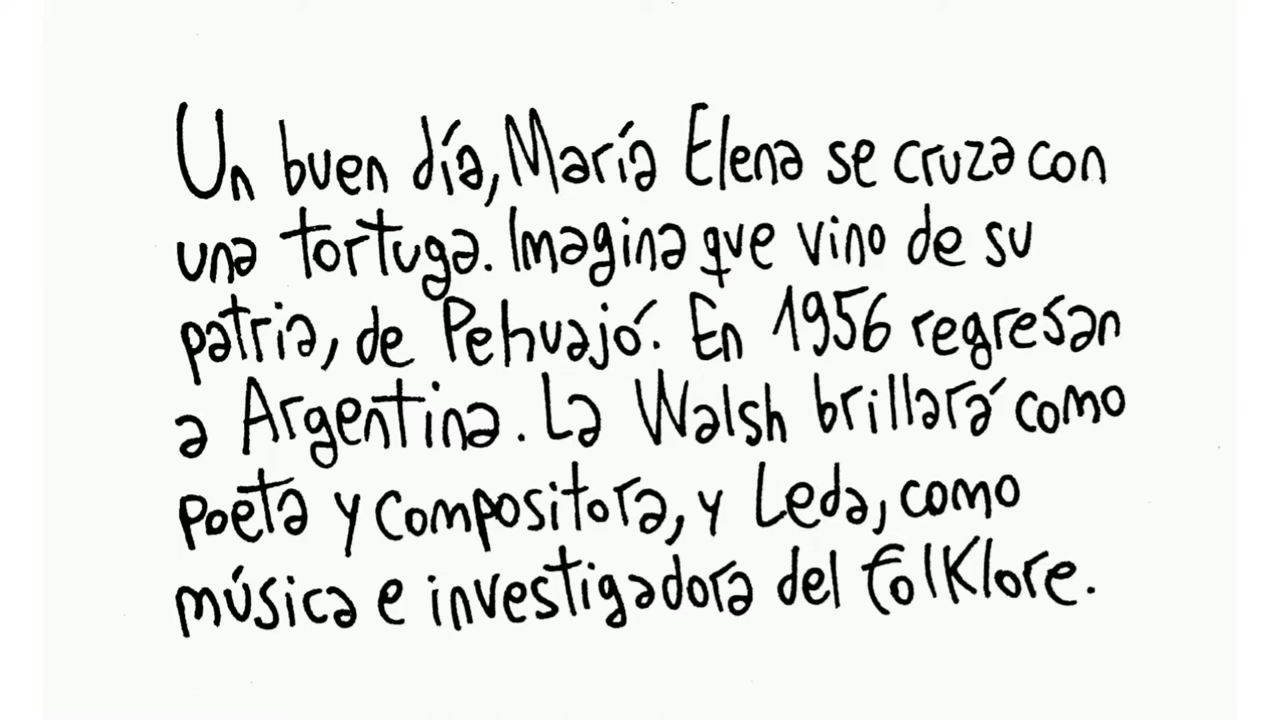 Un buen día, María Elena se cruza con
una tortuga. Imagina que vino de su
patria, de Pehuajó. En 1956 regresan
a Argentina. La Walsh brillará como
poeta y compositora, y Leda, como
música e investigadora del folKlore.